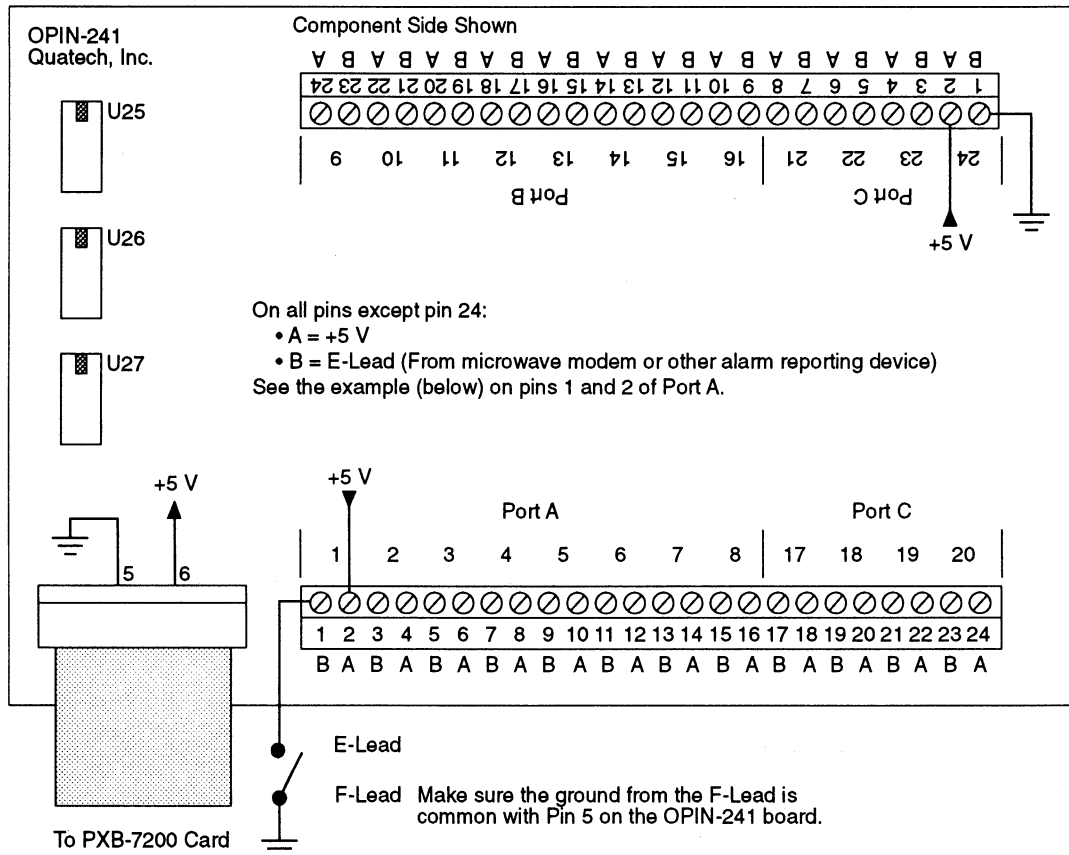 OPIN-241
Quatech, Inc.
Component Side Shown
A B A B A B A B A B A B A B A B A B A B A B A B
24 23 22 21 20 19 18 17 16 15 14 13 12 11 10 9 8 7 6 5 4 3 2 1
9 10 11 12 13 14 15 16 21 22 23 24
Port B Port C
+5 V
U25
U26
U27
On all pins except pin 24:
• A = +5 V
• B = E-Lead (From microwave modem or other alarm reporting device)
See the example (below) on pins 1 and 2 of Port A.
+5 V
5 6
+5 V
Port A Port C
1 2 3 4 5 6 7 8 17 18 19 20
1 2 3 4 5 6 7 8 9 10 11 12 13 14 15 16 17 18 19 20 21 22 23 24
B A B A B A B A B A B A B A B A B A B A B A B A
E-Lead
F-Lead Make sure the ground from the F-Lead is
common with Pin 5 on the OPIN-241 board.
To PXB-7200 Card